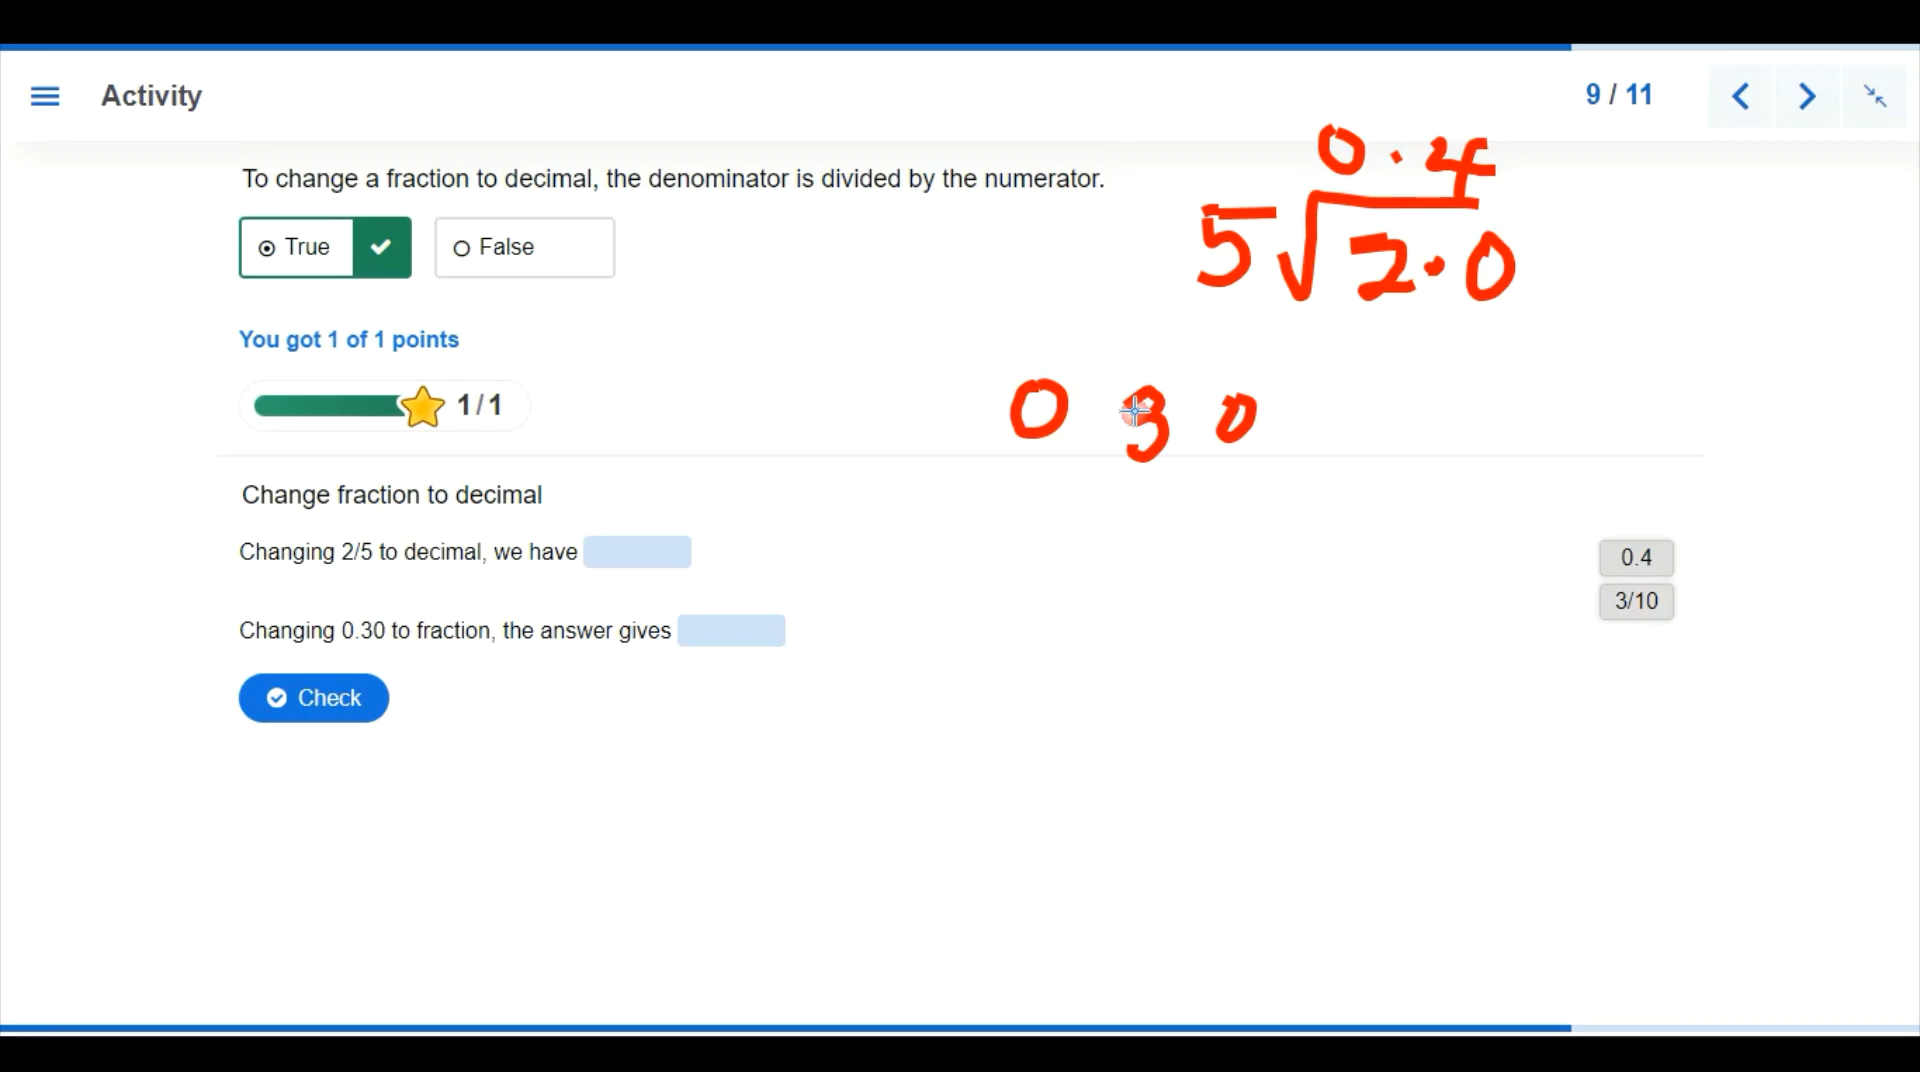 Activity
9 / 11
To change a fraction to decimal, the denominator is divided by the numerator.
True
False
0.4
5√2.0
You got 1 of 1 points
1/1
0 3 0
Change fraction to decimal
Changing 2/5 to decimal, we have
0.4
3/10
Changing 0.30 to fraction, the answer gives
Check